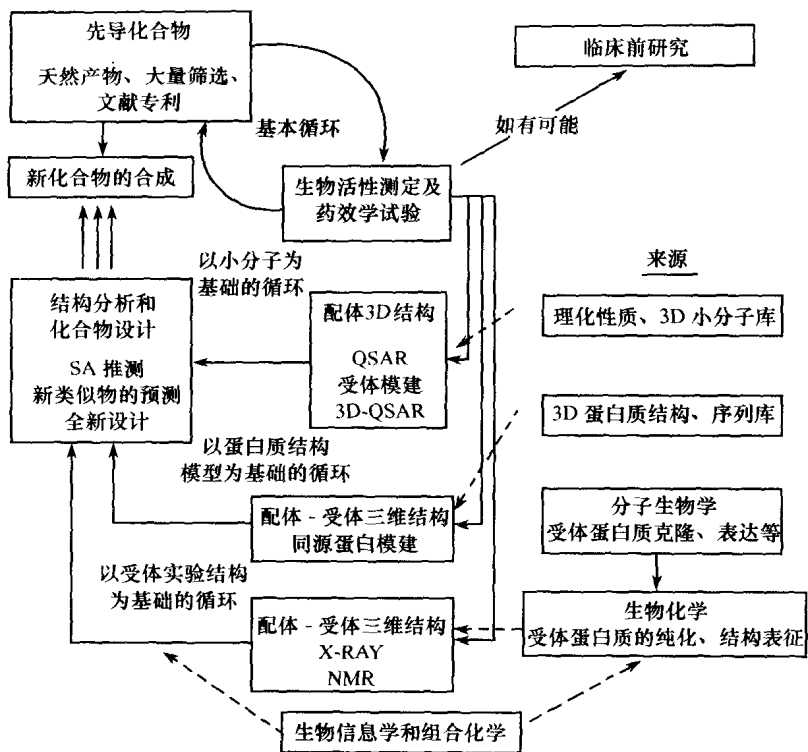 先导化合物
天然产物、大量筛选、
文献专利
临床前研究
基本循环
如有可能
新化合物的合成
生物活性测定及
药效学试验
以小分子为
基础的循环
来源
结构分析和
化合物设计
SA 推测
新类似物的预测
全新设计
配体3D结构
QSAR
受体模建
3D-QSAR
理化性质、3D 小分子库
3D 蛋白质结构、序列库
以蛋白质结构
模型为基础的循环
配体 - 受体三维结构
同源蛋白模建
分子生物学
受体蛋白质克隆、表达等
以受体实验结构
为基础的循环
配体 - 受体三维结构
X-RAY
NMR
生物化学
受体蛋白质的纯化、结构表征
生物信息学和组合化学